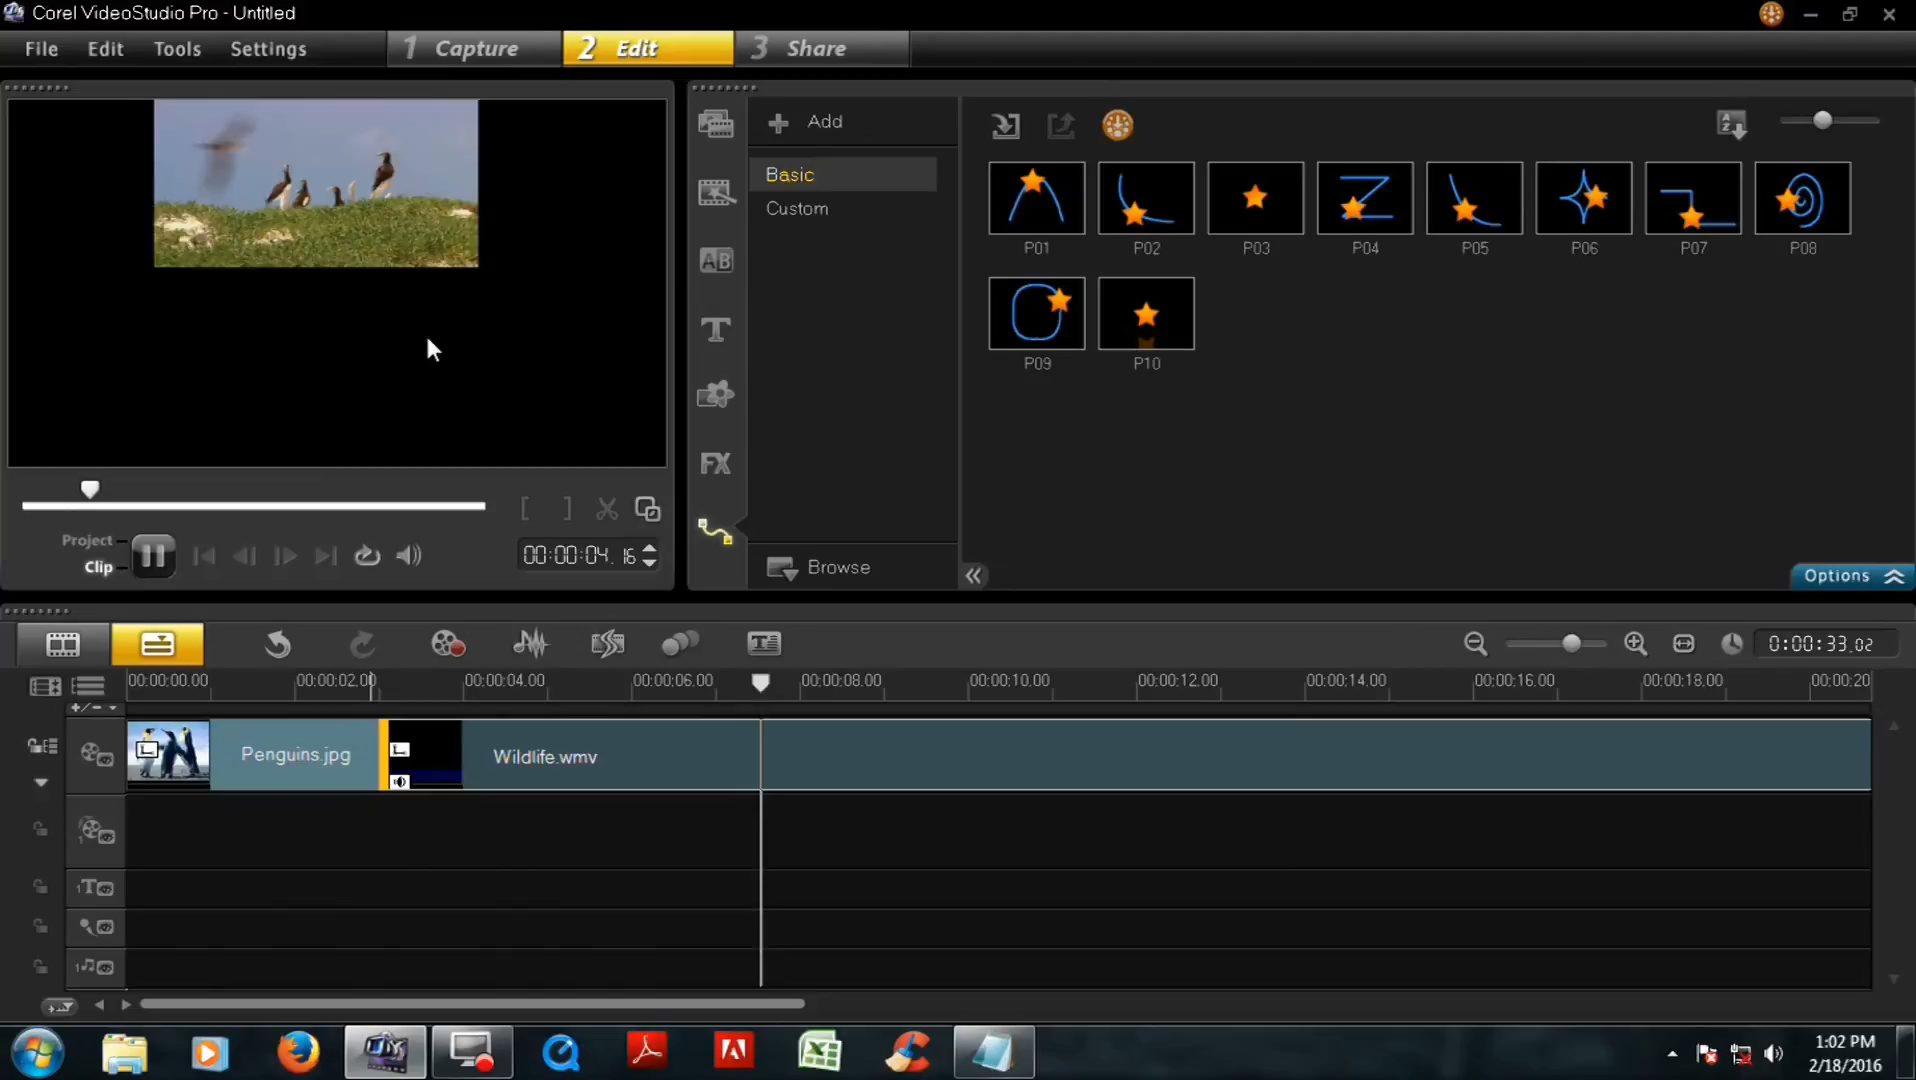 Corel VideoStudio Pro - Untitled
File Edit Tools Settings 1 Capture 2 Edit 3 Share
Add
Basic
Custom
P01 P02 P03 P04 P05 P06 P07 P08
P09 P10
AB
T
FX
Project
Clip
00:00:04. 16
Browse
Options
0:00:33.02
00:00:00.00 00:00:02.00 00:00:04.00 00:00:06.00 00:00:08.00 00:00:10.00 00:00:12.00 00:00:14.00 00:00:16.00 00:00:18.00 00:00:20
Penguins.jpg Wildlife.wmv
1
1T
1
1:02 PM
2/18/2016